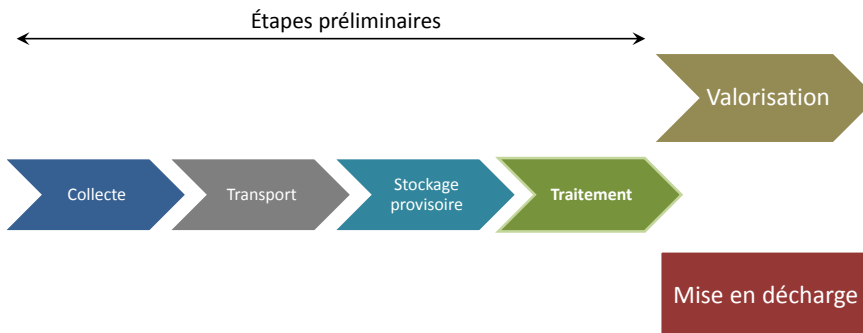 Étapes préliminaires
Valorisation
Collecte
Transport
Stockage
provisoire
Traitement
Mise en décharge